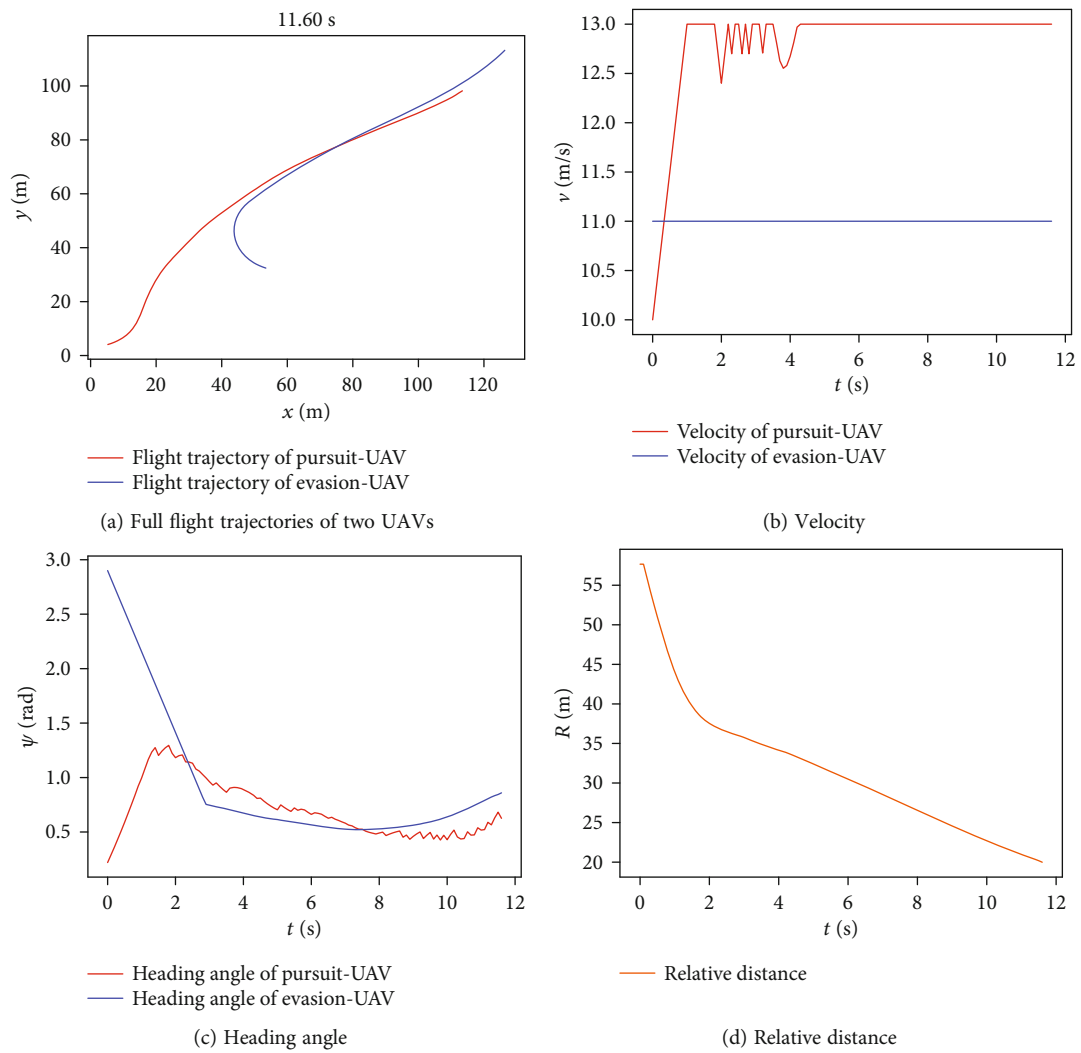 11.60 s
100
80
60
40
20
0
y (m)
0 20 40 60 80 100 120
x (m)
Flight trajectory of pursuit-UAV
Flight trajectory of evasion-UAV
(a) Full flight trajectories of two UAVs
13.0
12.5
12.0
11.5
11.0
10.5
10.0
v (m/s)
0 2 4 6 8 10 12
t (s)
Velocity of pursuit-UAV
Velocity of evasion-UAV
(b) Velocity
3.0
2.5
2.0
1.5
1.0
0.5
ψ (rad)
0 2 4 6 8 10 12
t (s)
Heading angle of pursuit-UAV
Heading angle of evasion-UAV
(c) Heading angle
55
50
45
40
35
30
25
20
R (m)
0 2 4 6 8 10 12
t (s)
Relative distance
(d) Relative distance